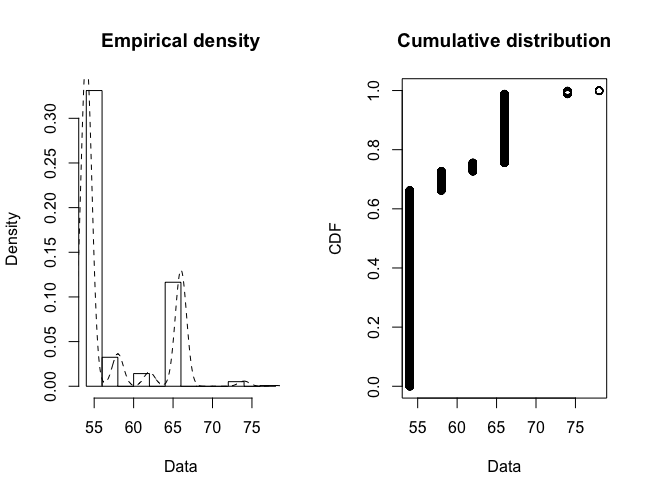 Empirical density
Density
0.00 0.05 0.10 0.15 0.20 0.25 0.30
55 60 65 70 75
Data
Cumulative distribution
CDF
0.0 0.2 0.4 0.6 0.8 1.0
55 60 65 70 75
Data